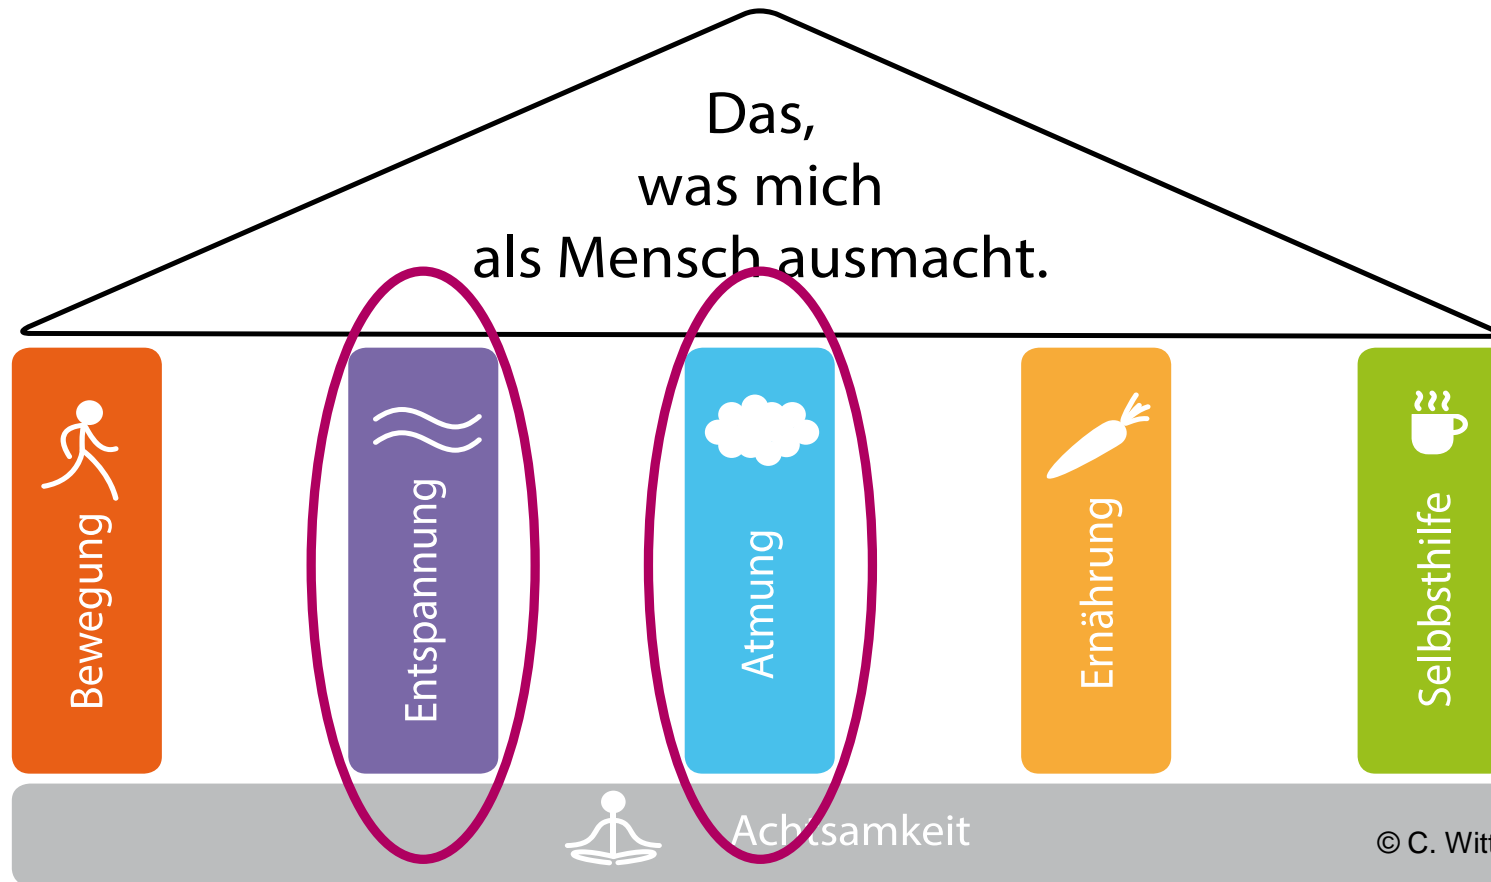 Das,
was mich
als Mensch ausmacht.
Bewegung
Entspannung
Atmung
Ernährung
Selbbsthilfe
Achtsamkeit
© C. Witt